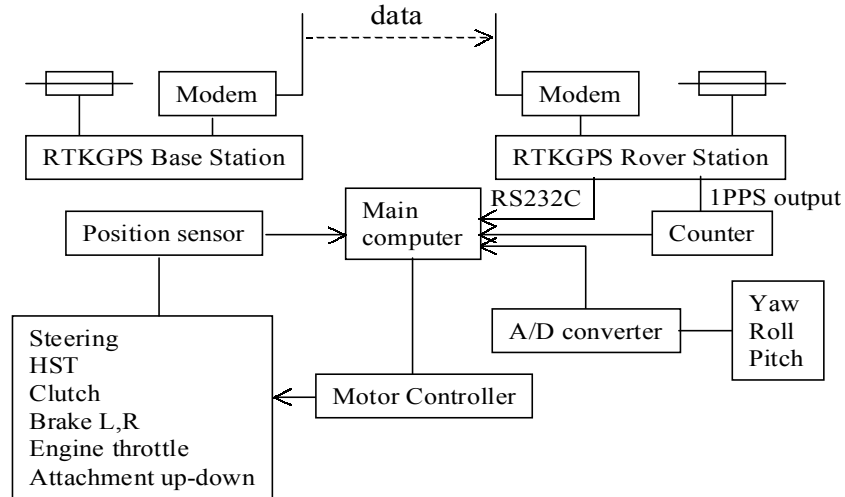 data
Modem
Modem
RTKGPS Base Station
RTKGPS Rover Station
RS232C
1PPS output
Main
computer
Position sensor
Counter
A/D converter
Yaw
Roll
Pitch
Steering
HST
Clutch
Brake L,R
Engine throttle
Attachment up-down
Motor Controller